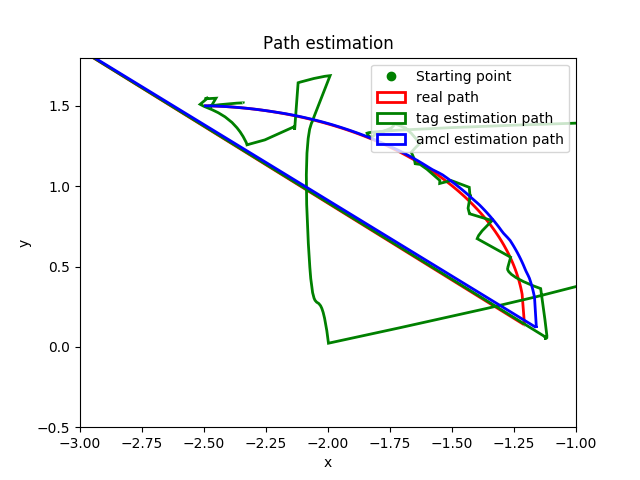 Path estimation
Starting point
real path
tag estimation path
amcl estimation path
y
1.5
1.0
0.5
0.0
−0.5
−3.00 −2.75 −2.50 −2.25 −2.00 −1.75 −1.50 −1.25 −1.00
x